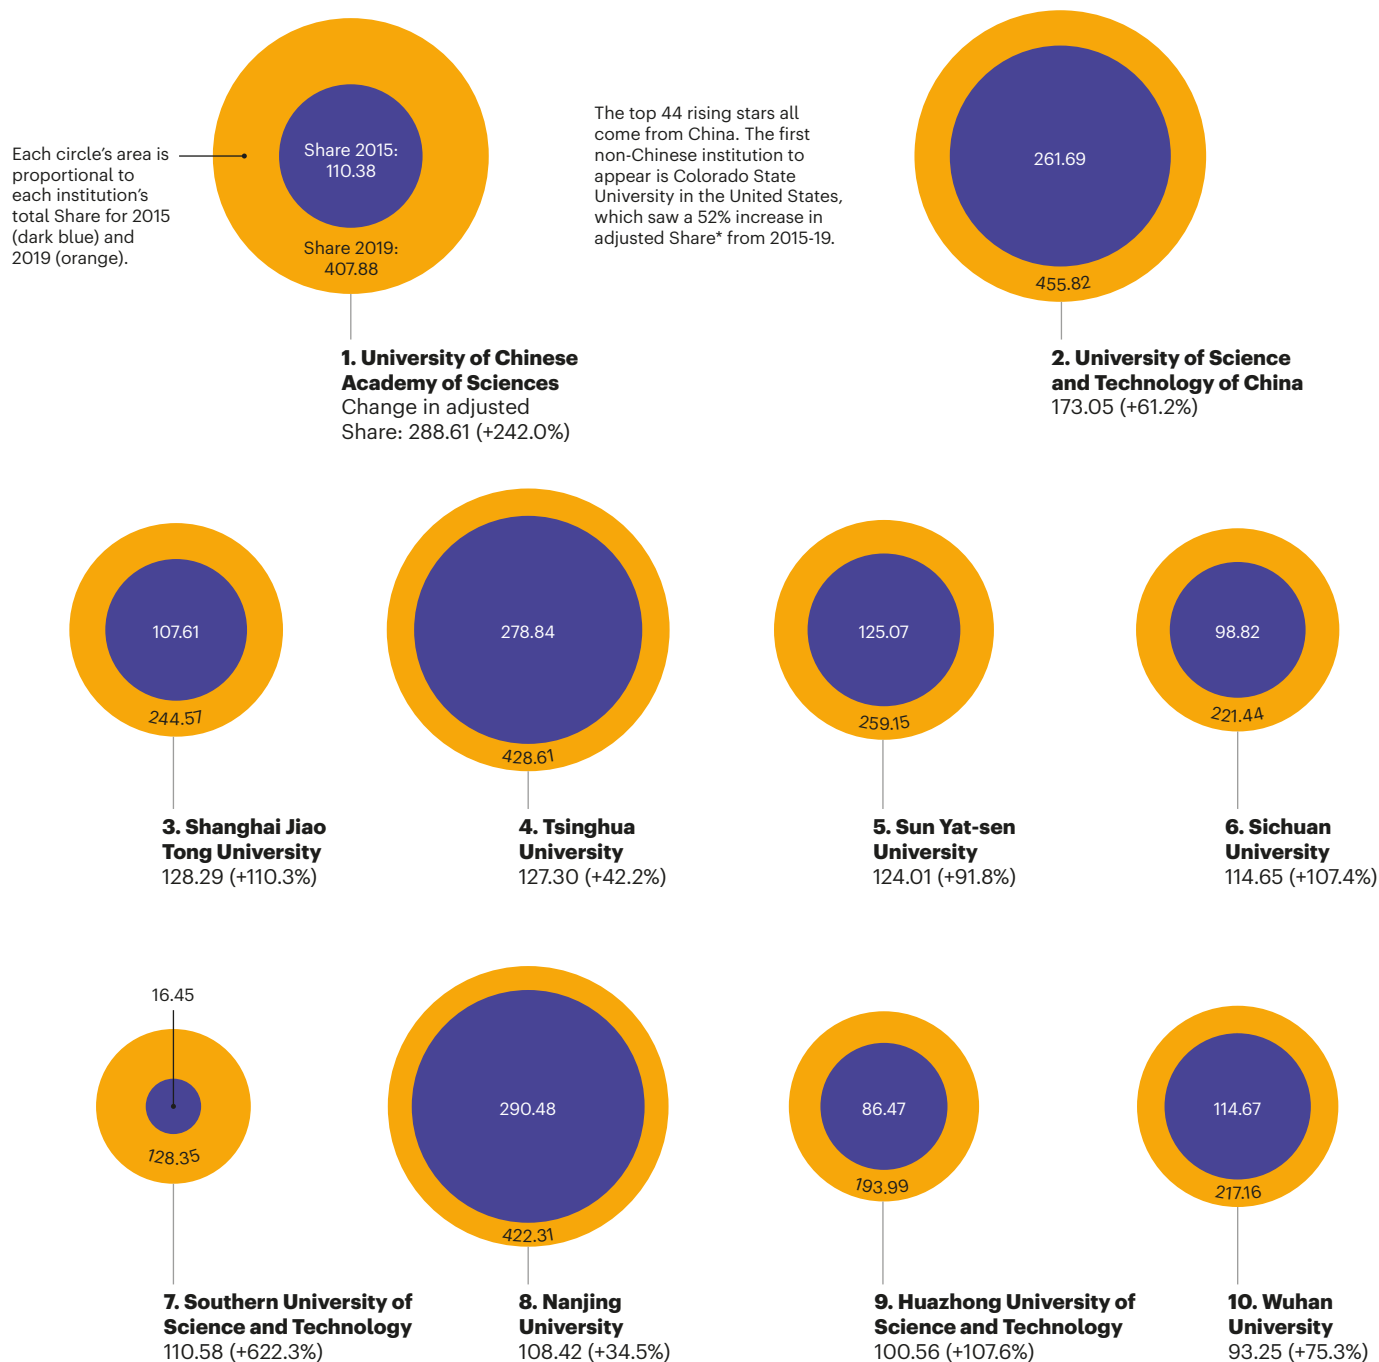 Each circle's area is
proportional to
each institution's
total Share for 2015
(dark blue) and
2019 (orange).
Share 2015:
110.38
Share 2019:
407.88
1. University of Chinese
Academy of Sciences
Change in adjusted
Share: 288.61 (+242.0%)
The top 44 rising stars all
come from China. The first
non-Chinese institution to
appear is Colorado State
University in the United States,
which saw a 52% increase in
adjusted Share* from 2015-19.
261.69
455.82
2. University of Science
and Technology of China
173.05 (+61.2%)
107.61
244.57
3. Shanghai Jiao
Tong University
128.29 (+110.3%)
278.84
428.61
4. Tsinghua
University
127.30 (+42.2%)
125.07
259.15
5. Sun Yat-sen
University
124.01 (+91.8%)
98.82
221.44
6. Sichuan
University
114.65 (+107.4%)
16.45
128.35
7. Southern University of
Science and Technology
110.58 (+622.3%)
290.48
422.31
8. Nanjing
University
108.42 (+34.5%)
86.47
193.99
9. Huazhong University of
Science and Technology
100.56 (+107.6%)
114.67
217.16
10. Wuhan
University
93.25 (+75.3%)